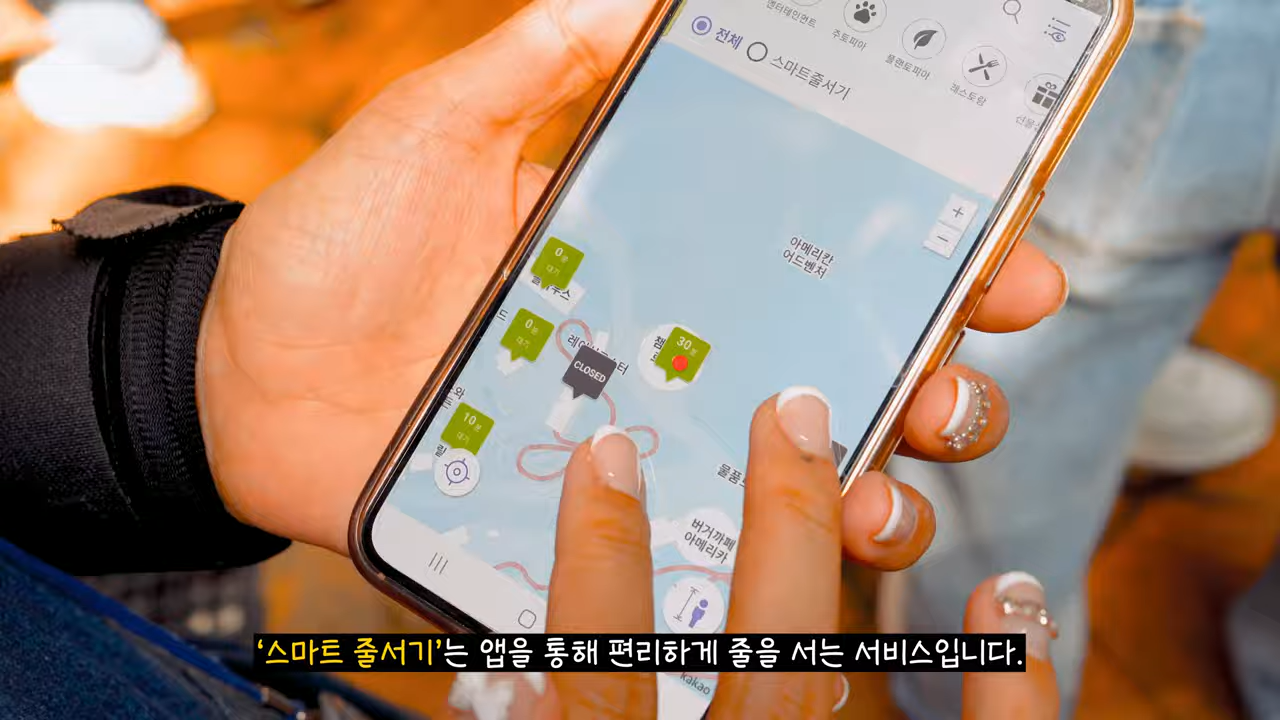 엔터테인먼트
주토피아
플랜토피아
레스토랑
전체
스마트줄서기
+
−
아메리칸
어드벤처
0분
대기
0분
대기
CLOSED
30분
10분
대기
버거카페
아메리카
kakao
‘스마트 줄서기’는 앱을 통해 편리하게 줄을 서는 서비스입니다.